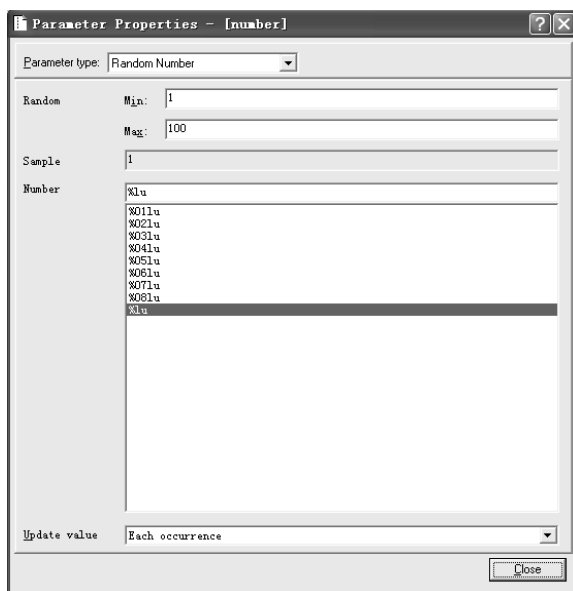 Parameter Properties - [number]
Parameter type: Random Number
Random Min: 1
Max: 100
Sample 1
Number %lu
%01lu
%02lu
%03lu
%04lu
%05lu
%06lu
%07lu
%08lu
%lu
Update value Each occurrence
Close